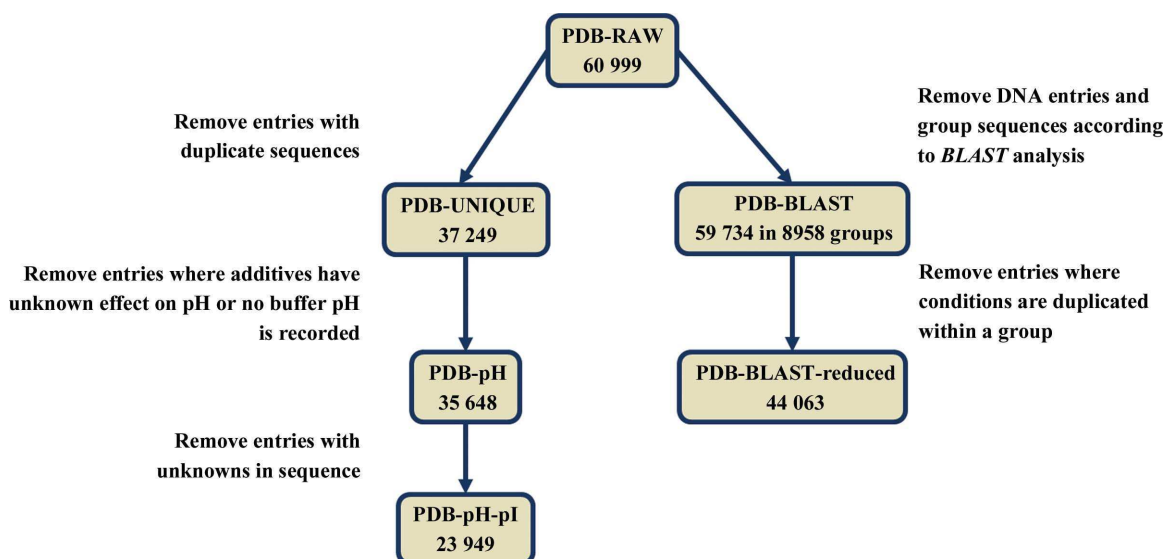 PDB-RAW
60 999
Remove entries with
duplicate sequences
Remove DNA entries and
group sequences according
to BLAST analysis
PDB-UNIQUE
37 249
PDB-BLAST
59 734 in 8958 groups
Remove entries where additives have
unknown effect on pH or no buffer pH
is recorded
Remove entries where
conditions are duplicated
within a group
PDB-pH
35 648
PDB-BLAST-reduced
44 063
Remove entries with
unknowns in sequence
PDB-pH-pI
23 949